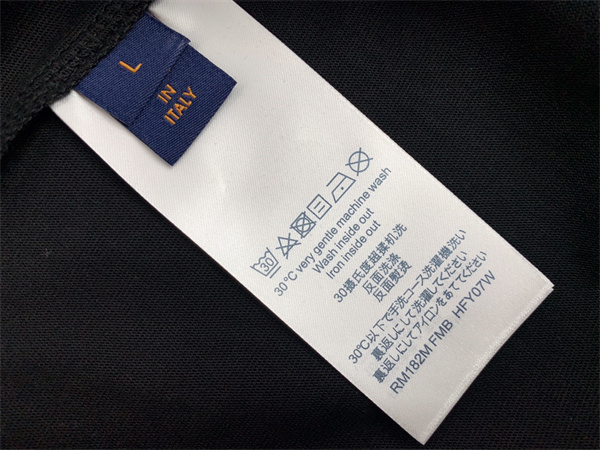 L
IN
ITALY
30
30°C very gentle machine wash
Wash inside out
Iron inside out
30摄氏度超揉机洗
反面洗涤
反面熨烫
30℃以下で手洗コース洗濯機洗い
裏返しにして洗濯してください
裏返しにしてアイロンをあててください
RM182M FMB HFY07W